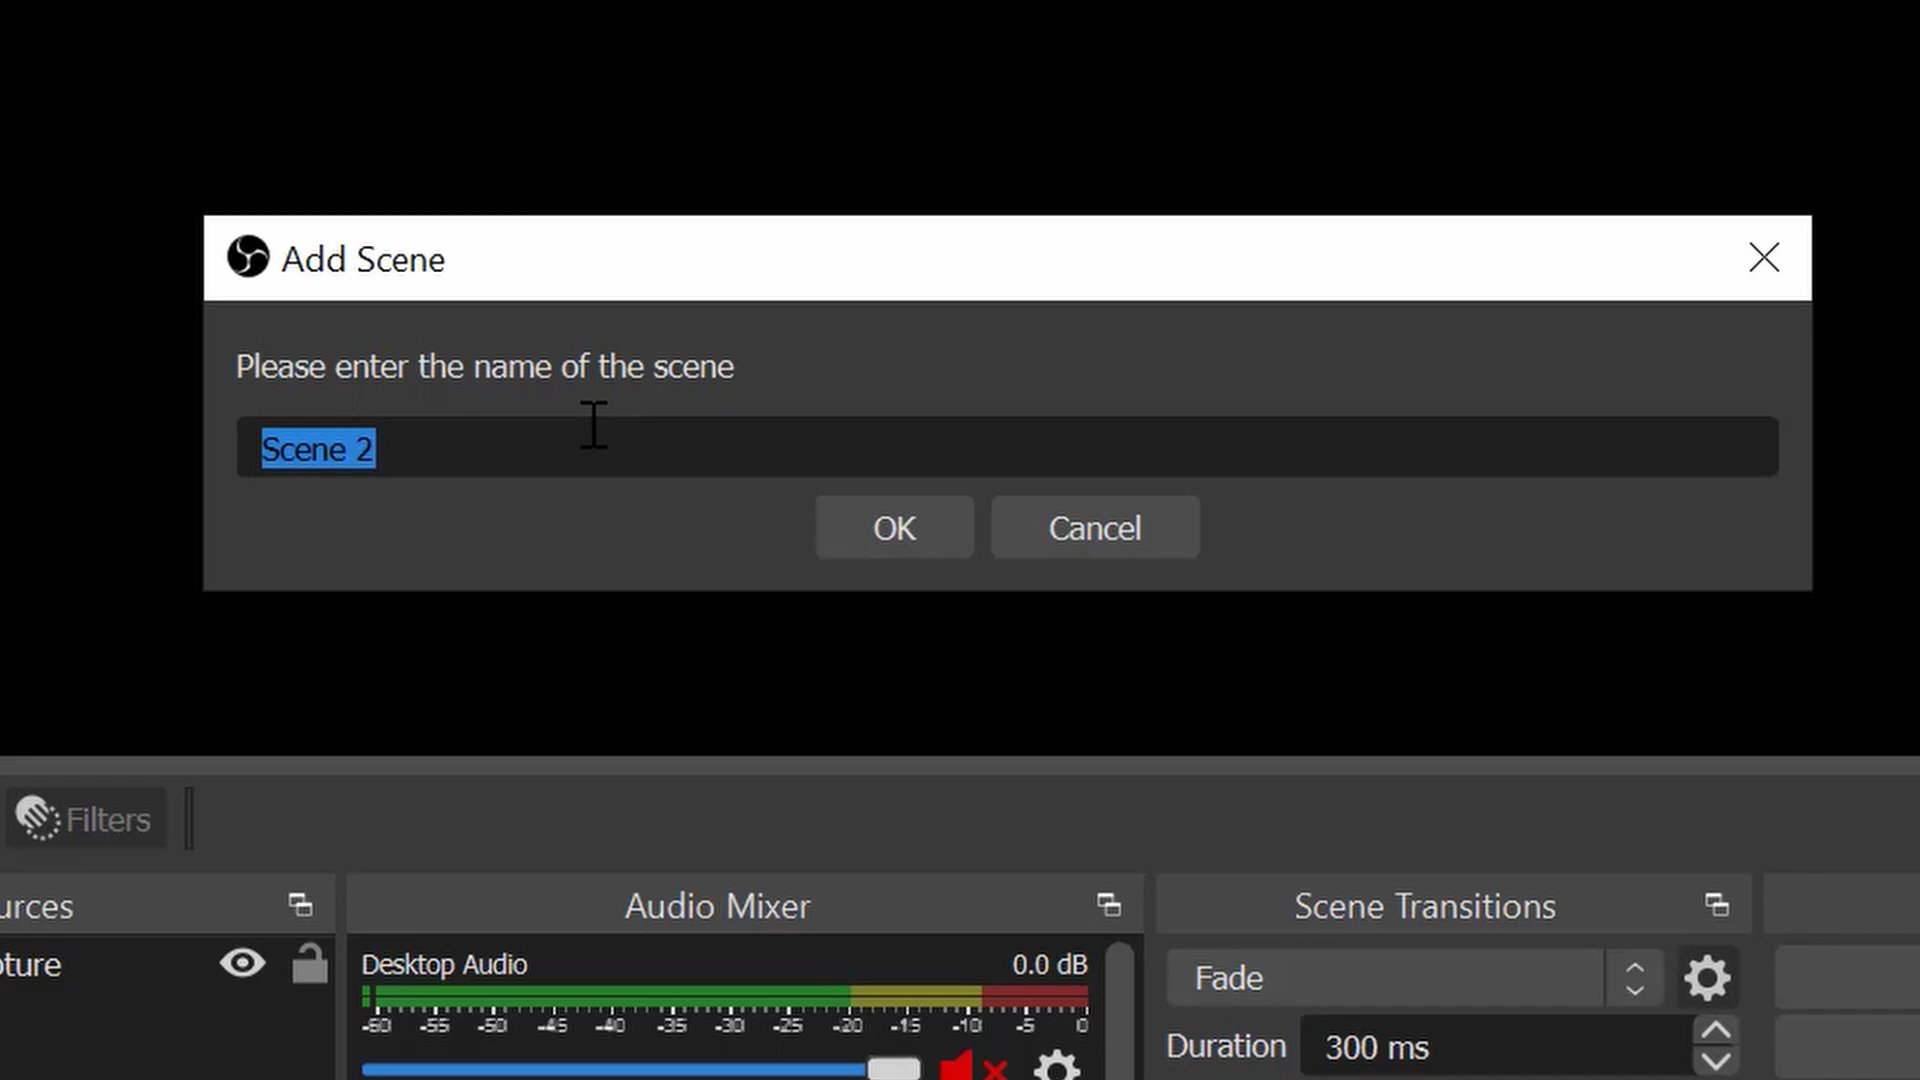 Add Scene
Please enter the name of the scene
Scene 2
OK Cancel
Filters
urces
Audio Mixer
Scene Transitions
pture
Desktop Audio 0.0 dB
-60 -55 -50 -45 -40 -35 -30 -25 -20 -15 -10 -5 0
Fade
Duration 300 ms